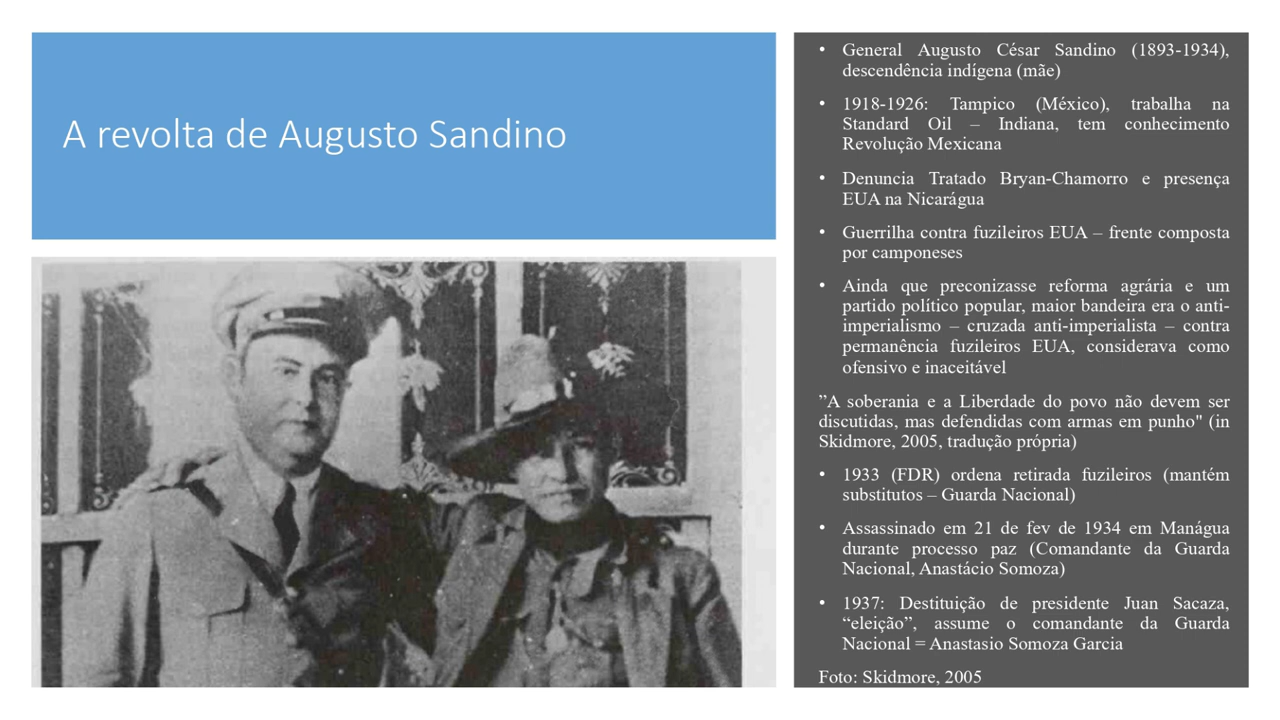 A revolta de Augusto Sandino
• General Augusto César Sandino (1893-1934),
descendência indígena (mãe)
• 1918-1926: Tampico (México), trabalha na
Standard Oil – Indiana, tem conhecimento
Revolução Mexicana
• Denuncia Tratado Bryan-Chamorro e presença
EUA na Nicarágua
• Guerrilha contra fuzileiros EUA – frente composta
por camponeses
• Ainda que preconizasse reforma agrária e um
partido político popular, maior bandeira era o anti-
imperialismo – cruzada anti-imperialista – contra
permanência fuzileiros EUA, considerava como
ofensivo e inaceitável
”A soberania e a Liberdade do povo não devem ser
discutidas, mas defendidas com armas em punho" (in
Skidmore, 2005, tradução própria)
• 1933 (FDR) ordena retirada fuzileiros (mantém
substitutos – Guarda Nacional)
• Assassinado em 21 de fev de 1934 em Manágua
durante processo paz (Comandante da Guarda
Nacional, Anastácio Somoza)
• 1937: Destituição de presidente Juan Sacaza,
“eleição”, assume o comandante da Guarda
Nacional = Anastasio Somoza Garcia
Foto: Skidmore, 2005